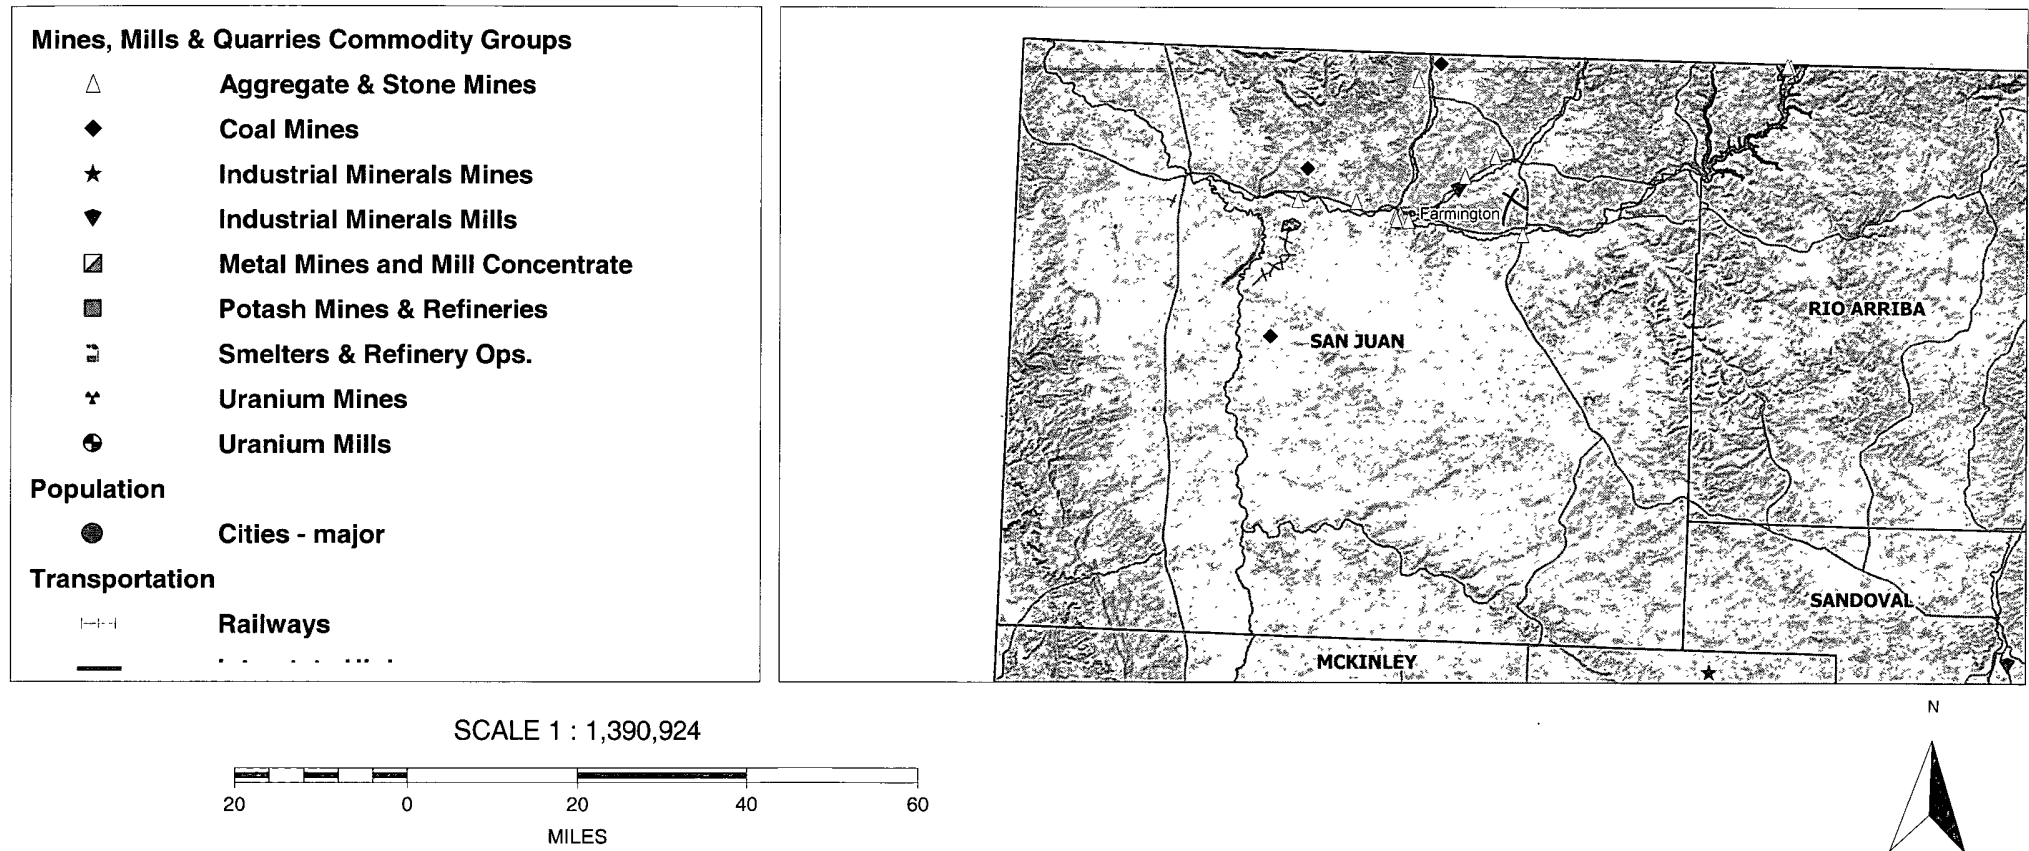 Mines, Mills & Quarries Commodity Groups
Aggregate & Stone Mines
Coal Mines
Industrial Minerals Mines
Industrial Minerals Mills
Metal Mines and Mill Concentrate
Potash Mines & Refineries
Smelters & Refinery Ops.
Uranium Mines
Uranium Mills
Population
Cities - major
Transportation
Railways
Farmington
RIO ARRIBA
SAN JUAN
SANDOVAL
MCKINLEY
SCALE 1 : 1,390,924
20 0 20 40 60
MILES
N